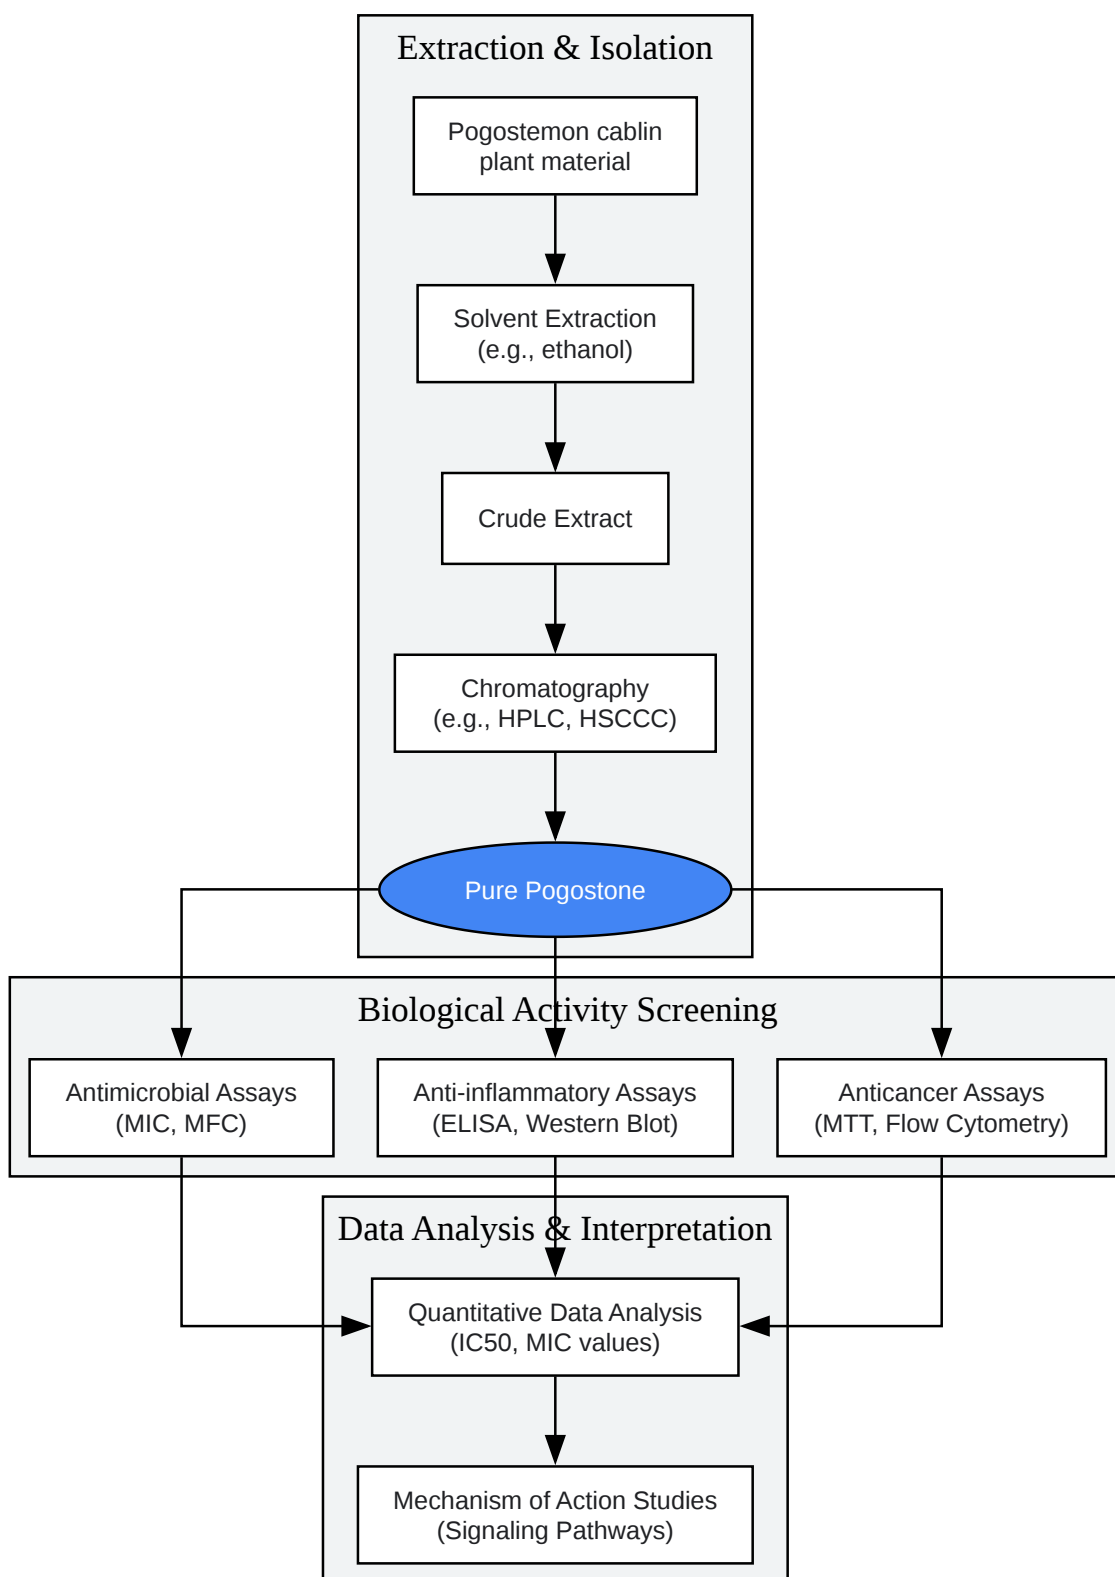 Extraction & Isolation
Pogostemon cablin
plant material
Solvent Extraction
(e.g., ethanol)
Crude Extract
Chromatography
(e.g., HPLC, HSCCC)
Pure Pogostone
Biological Activity Screening
Antimicrobial Assays
(MIC, MFC)
Anti-inflammatory Assays
(ELISA, Western Blot)
Anticancer Assays
(MTT, Flow Cytometry)
Data Analysis & Interpretation
Quantitative Data Analysis
(IC50, MIC values)
Mechanism of Action Studies
(Signaling Pathways)